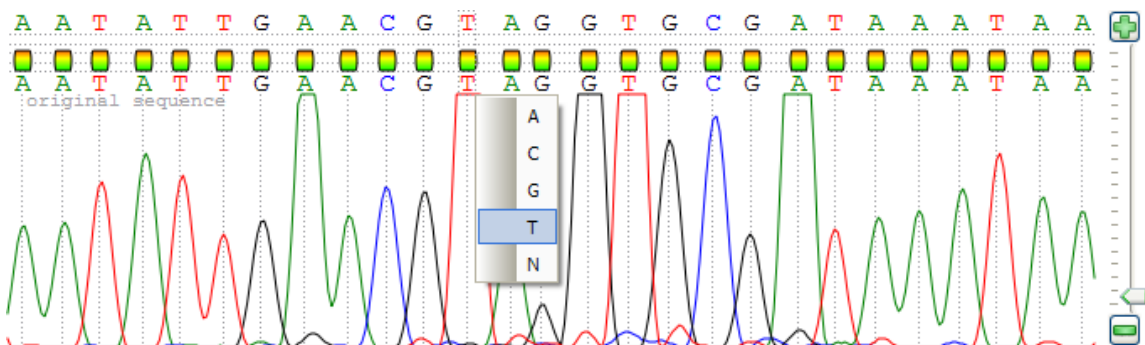 A A T A T T G A A C G T A G G T G C G A T A A A T A A
A A T A T T G A A C G T A G G T G C G A T A A A T A A
original sequence
A
C
G
T
N